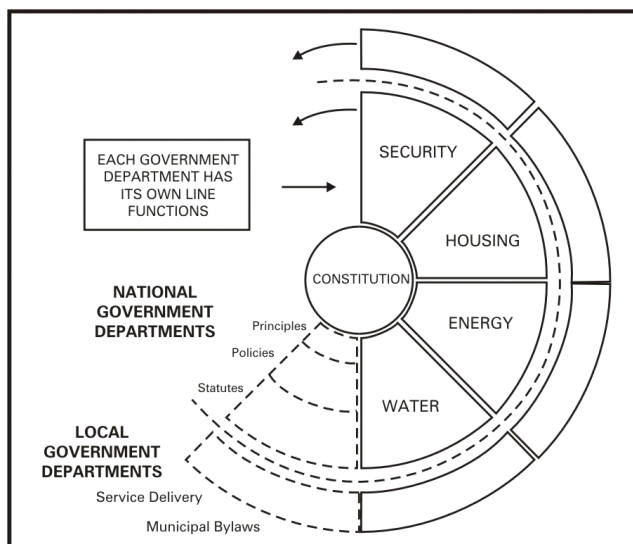 SECURITY
EACH GOVERNMENT
DEPARTMENT HAS
ITS OWN LINE
FUNCTIONS
HOUSING
CONSTITUTION
NATIONAL
GOVERNMENT
DEPARTMENTS
ENERGY
Principles
Policies
Statutes
WATER
LOCAL
GOVERNMENT
DEPARTMENTS
Service Delivery
Municipal Bylaws